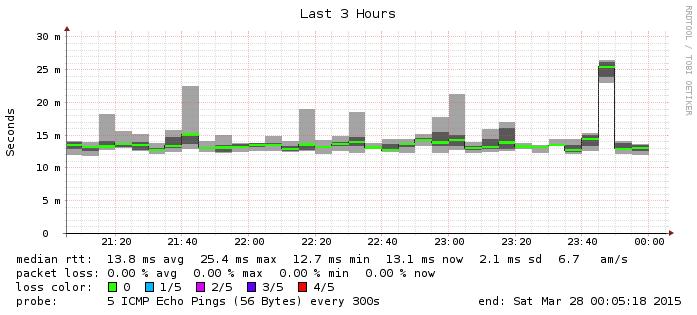 Last 3 Hours
RRDTOOL / TOBI OETIKER
Seconds
30 m
25 m
20 m
15 m
10 m
5 m
0
21:20 21:40 22:00 22:20 22:40 23:00 23:20 23:40 00:00
median rtt: 13.8 ms avg 25.4 ms max 12.7 ms min 13.1 ms now 2.1 ms sd 6.7 am/s
packet loss: 0.00 % avg 0.00 % max 0.00 % min 0.00 % now
loss color: 0 1/5 2/5 3/5 4/5
probe: 5 ICMP Echo Pings (56 Bytes) every 300s end: Sat Mar 28 00:05:18 2015